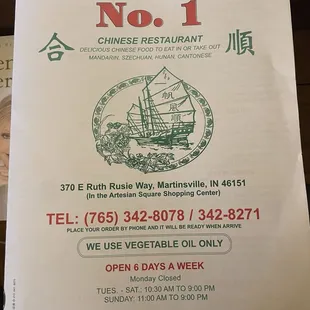 No. 1
合 順
CHINESE RESTAURANT
DELICIOUS CHINESE FOOD TO EAT IN OR TAKE OUT
MANDARIN, SZECHUAN, HUNAN, CANTONESE
一
帆
風
順
370 E Ruth Rusie Way, Martinsville, IN 46151
(In the Artesian Square Shopping Center)
TEL: (765) 342-8078 / 342-8271
PLACE YOUR ORDER BY PHONE AND IT WILL BE READY WHEN ARRIVE
WE USE VEGETABLE OIL ONLY
OPEN 6 DAYS A WEEK
Monday Closed
TUES. - SAT.: 10:30 AM TO 9:00 PM
SUNDAY: 11:00 AM TO 9:00 PM